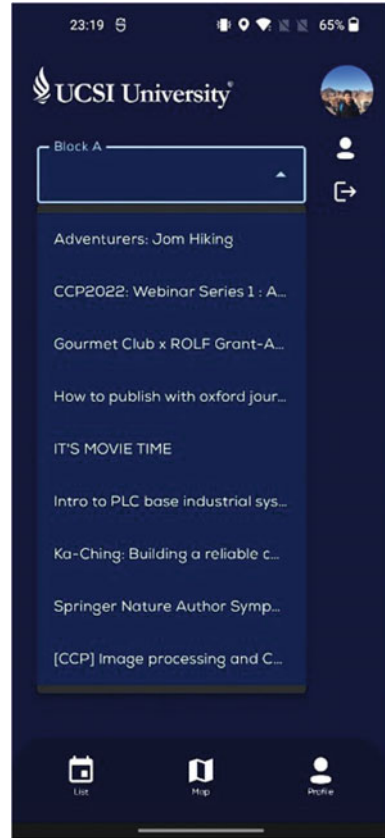 23:19 65%
UCSI University
Block A
Adventurers: Jom Hiking
CCP2022: Webinar Series 1 : A...
Gourmet Club x ROLF Grant-A...
How to publish with oxford jour...
IT'S MOVIE TIME
Intro to PLC base industrial sys...
Ka-Ching: Building a reliable c...
Springer Nature Author Symp...
[CCP] Image processing and C...
List Map Profile